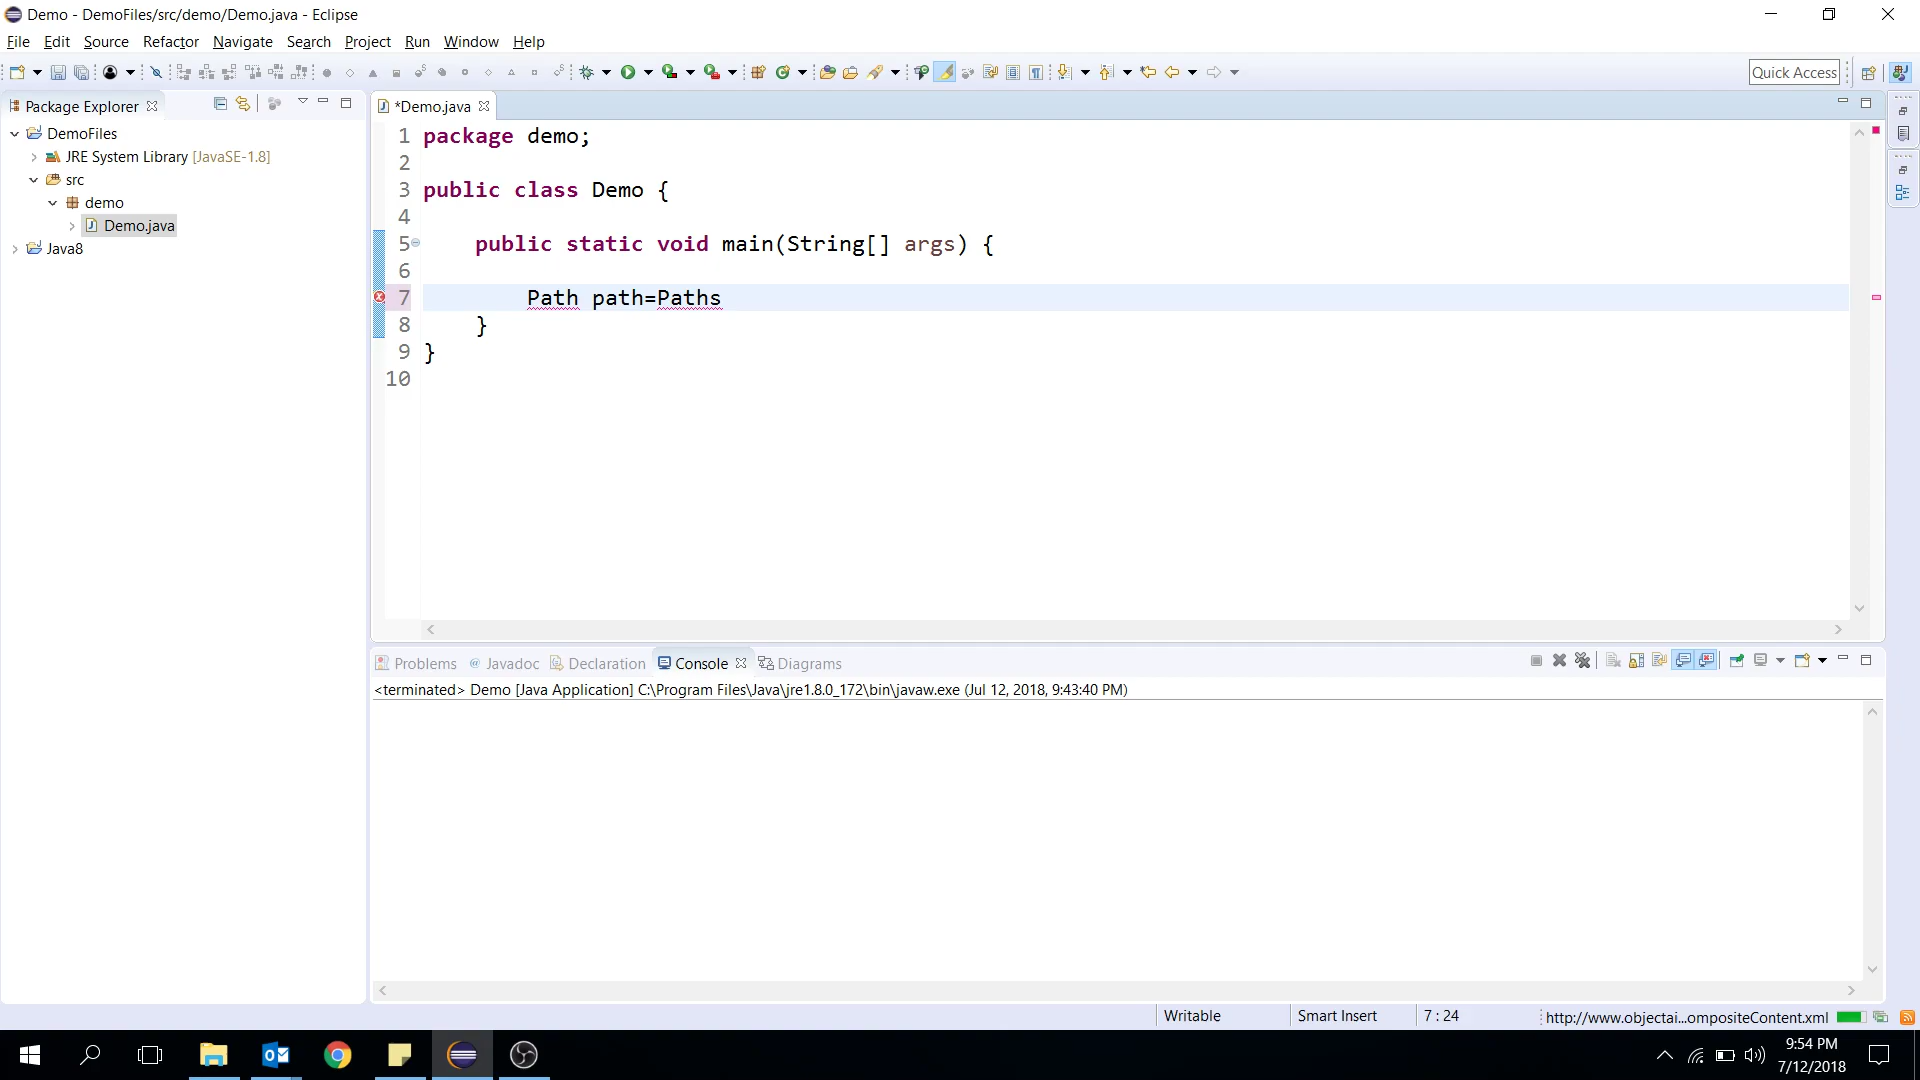 Demo - DemoFiles/src/demo/Demo.java - Eclipse
File Edit Source Refactor Navigate Search Project Run Window Help
Quick Access
Package Explorer
DemoFiles
JRE System Library [JavaSE-1.8]
src
demo
Demo.java
Java8
*Demo.java
1 package demo;
2
3 public class Demo {
4
5 public static void main(String[] args) {
6
7 Path path=Paths
8 }
9 }
10
Problems @ Javadoc Declaration Console Diagrams
<terminated> Demo [Java Application] C:\Program Files\Java\jre1.8.0_172\bin\javaw.exe (Jul 12, 2018, 9:43:40 PM)
Writable Smart Insert 7 : 24 http://www.objectai...ompositeContent.xml
9:54 PM
7/12/2018